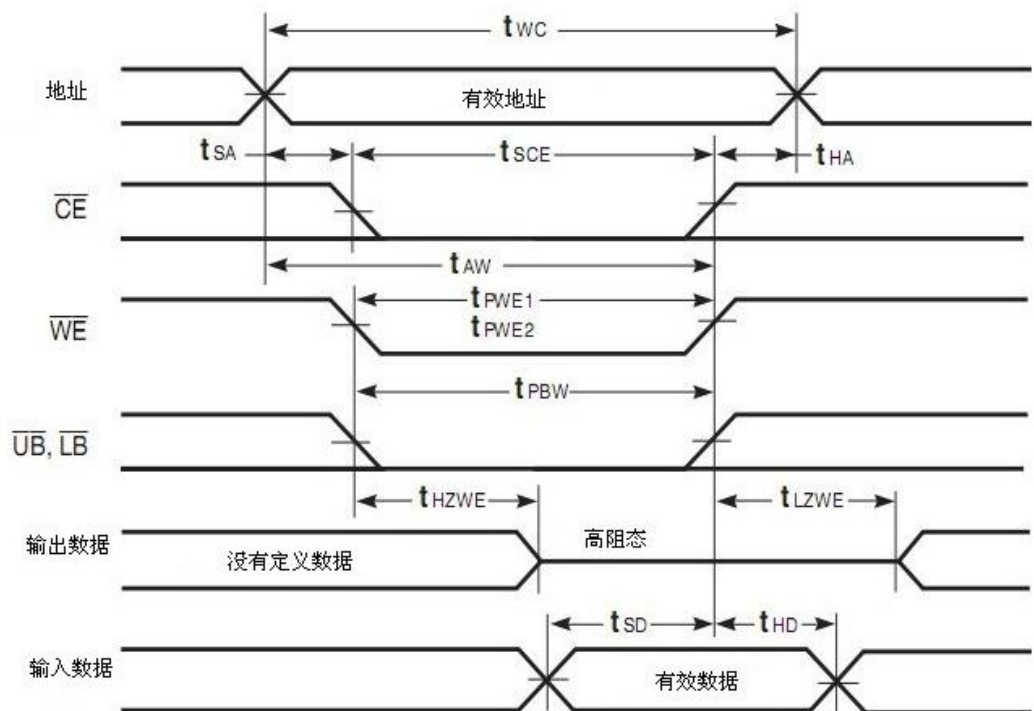 tWC
地址
有效地址
tSA
tSCE
tHA
CE
tAW
WE
tPWE1
tPWE2
tPBW
UB, LB
tHZWE
tLZWE
输出数据
没有定义数据
高阻态
tSD
tHD
输入数据
有效数据